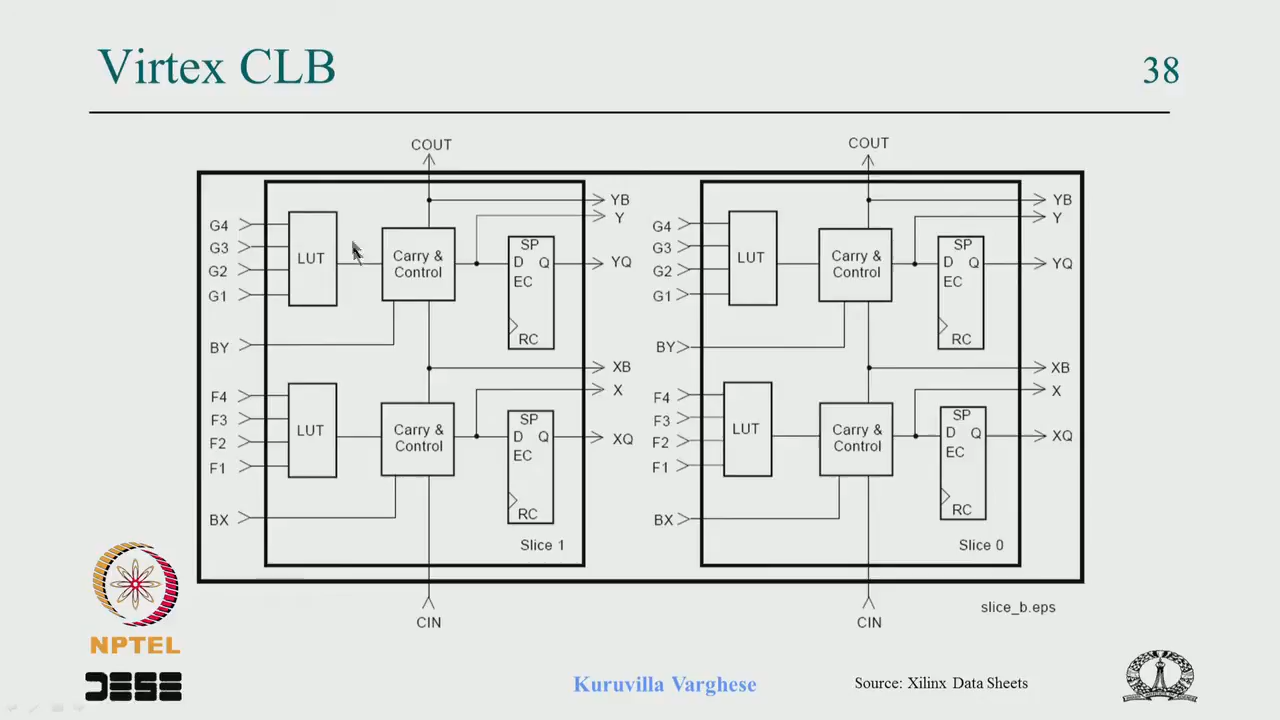 Virtex CLB
38
COUT
COUT
YB
Y
G4
G3
G2
G1
LUT
Carry &
Control
SP
D Q
EC
RC
YQ
BY
XB
X
F4
F3
F2
F1
LUT
Carry &
Control
SP
D Q
EC
RC
XQ
BX
Slice 1
CIN
YB
Y
G4
G3
G2
G1
LUT
Carry &
Control
SP
D Q
EC
RC
YQ
BY
XB
X
F4
F3
F2
F1
LUT
Carry &
Control
SP
D Q
EC
RC
XQ
BX
Slice 0
CIN
slice_b.eps
NPTEL
DESE
Kuruvilla Varghese
Source: Xilinx Data Sheets